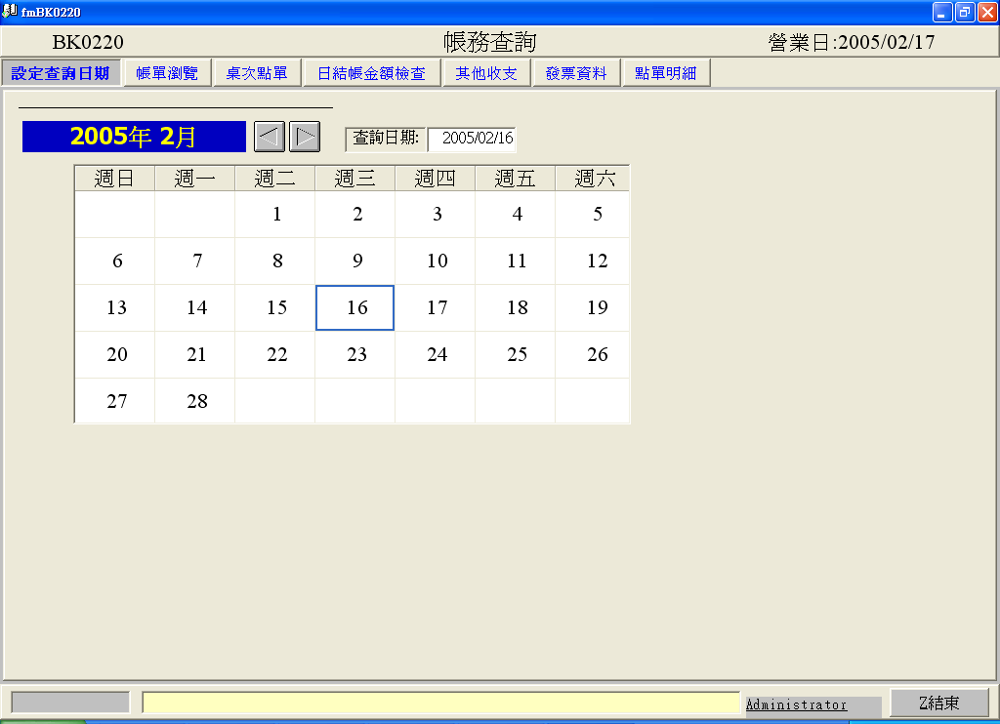 fmBK0220
BK0220 帳務查詢 營業日:2005/02/17
設定查詢日期 帳單瀏覽 桌次點單 日結帳金額檢查 其他收支 發票資料 點單明細
2005年 2月 查詢日期: 2005/02/16
週日 週一 週二 週三 週四 週五 週六
1 2 3 4 5
6 7 8 9 10 11 12
13 14 15 16 17 18 19
20 21 22 23 24 25 26
27 28
Administrator Z結束